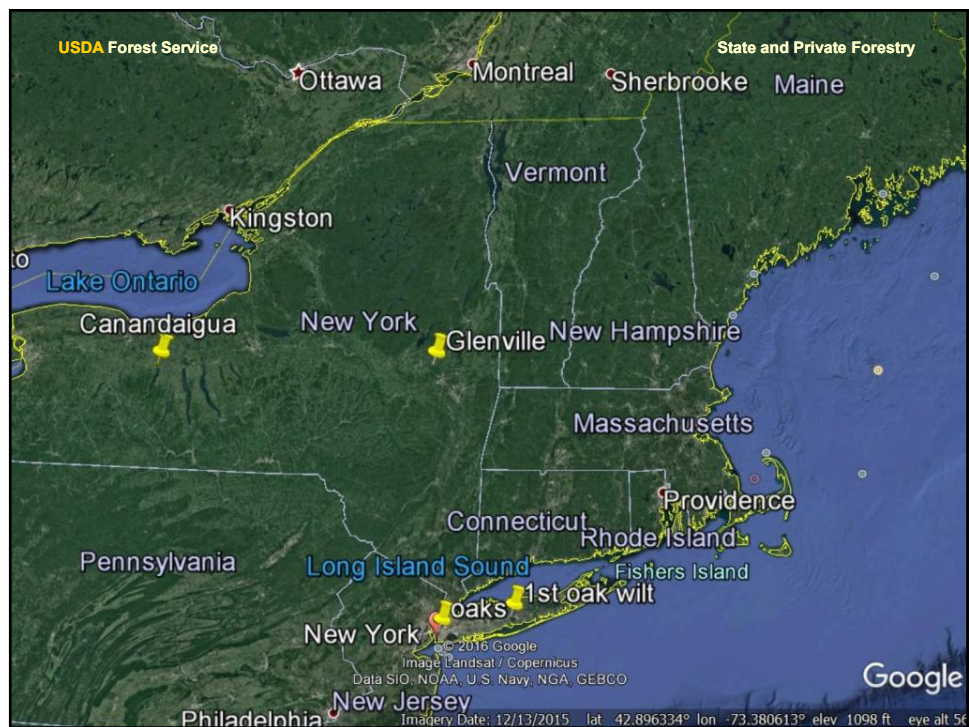 USDA Forest Service
State and Private Forestry
Ottawa
Montreal
Sherbrooke
Maine
Vermont
Kingston
to
Lake Ontario
Canandaigua
New York
Glenville
New Hampshire
Massachusetts
Providence
Connecticut
Rhode Island
Pennsylvania
Long Island Sound
Fishers Island
1st oak wilt
oaks
New York
© 2016 Google
Image Landsat / Copernicus
Data SIO, NOAA, U.S. Navy, NGA, GEBCO
Google
New Jersey
Philadelphia
Imagery Date: 12/13/2015 lat 42.896334° lon -73.380613° elev 1098 ft eye alt